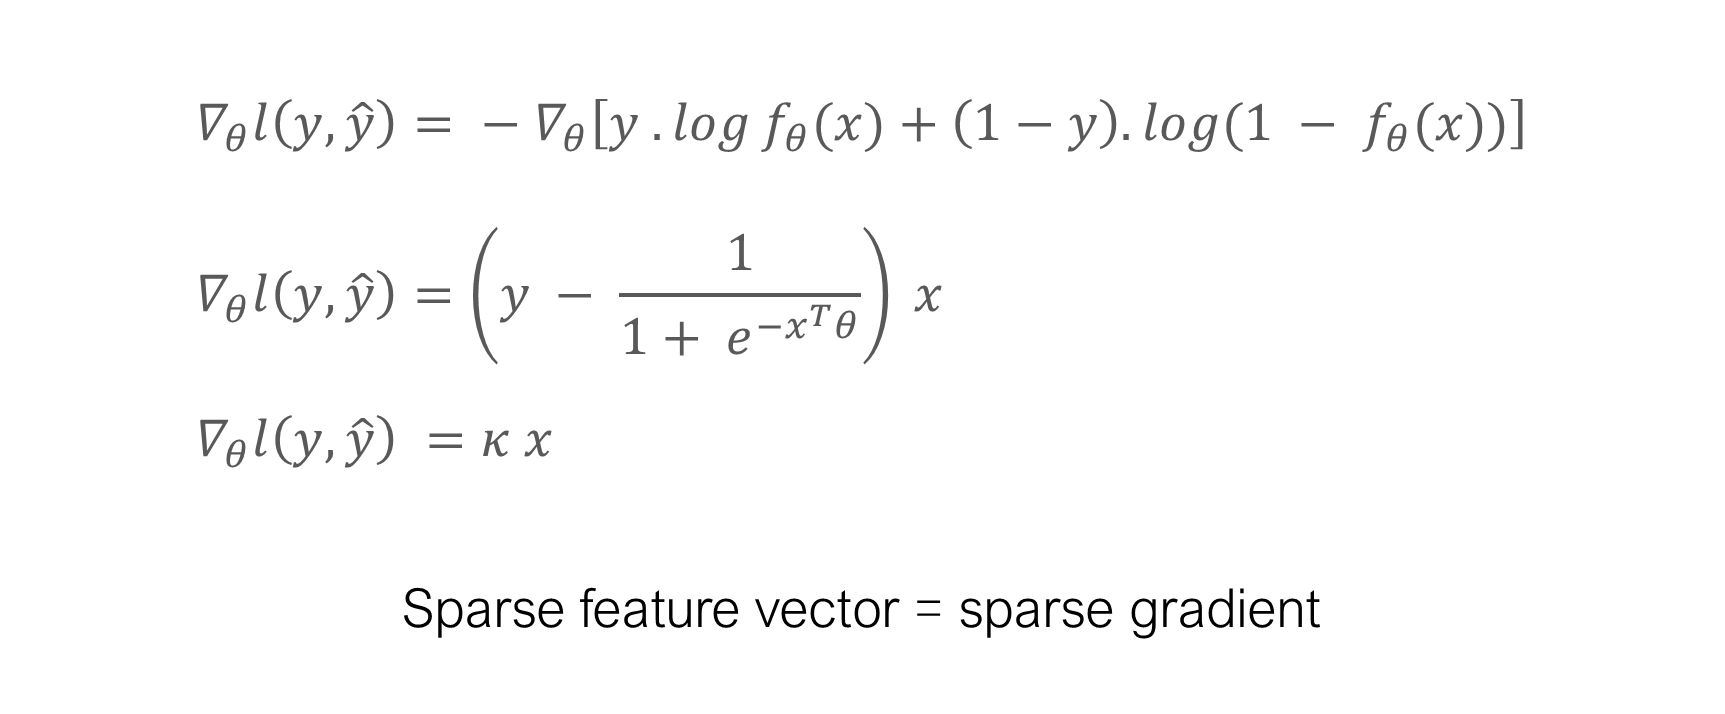 ∇θl(y, ŷ) = − ∇θ[y . log fθ(x) + (1 − y). log(1 − fθ(x))]
∇θl(y, ŷ) = (y − 1 / (1 + e^(−x^T θ))) x
∇θl(y, ŷ) = κ x
Sparse feature vector = sparse gradient